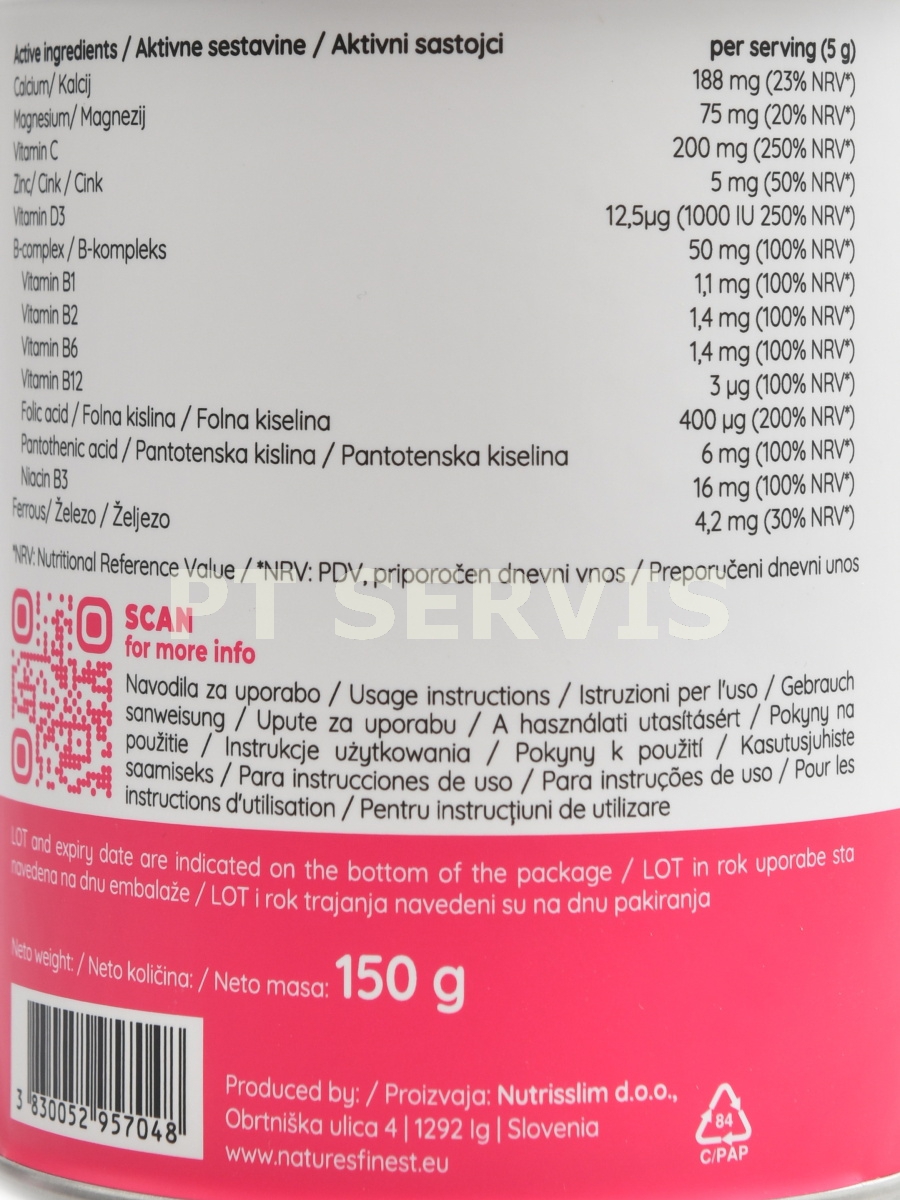 Active ingredients / Aktivne sestavine / Aktivni sastojci per serving (5 g)
Calcium/ Kalcij 188 mg (23% NRV*)
Magnesium/ Magnezij 75 mg (20% NRV*)
Vitamin C 200 mg (250% NRV*)
Zinc/ Cink / Cink 5 mg (50% NRV*)
Vitamin D3 12,5µg (1000 IU 250% NRV*)
B-complex / B-kompleks 50 mg (100% NRV*)
Vitamin B1 1,1 mg (100% NRV*)
Vitamin B2 1,4 mg (100% NRV*)
Vitamin B6 1,4 mg (100% NRV*)
Vitamin B12 3 µg (100% NRV*)
Folic acid / Folna kislina / Folna kiselina 400 µg (200% NRV*)
Pantothenic acid / Pantotenska kislina / Pantotenska kiselina 6 mg (100% NRV*)
Niacin B3 16 mg (100% NRV*)
Ferrous/ Železo / Željezo 4,2 mg (30% NRV*)
*NRV: Nutritional Reference Value / *NRV: PDV, priporočen dnevni vnos / Preporučeni dnevni unos
PT SERVIS
SCAN
for more info
Navodila za uporabo / Usage instructions / Istruzioni per l'uso / Gebrauch
sanweisung / Upute za uporabu / A használati utasításért / Pokyny na
použitie / Instrukcje użytkowania / Pokyny k použití / Kasutusjuhiste
saamiseks / Para instrucciones de uso / Para instruções de uso / Pour les
instructions d'utilisation / Pentru instrucțiuni de utilizare
LOT and expiry date are indicated on the bottom of the package / LOT in rok uporabe sta
navedena na dnu embalaže / LOT i rok trajanja navedeni su na dnu pakiranja
Neto weight: / Neto količina: / Neto masa: 150 g
3 830052 957048
Produced by: / Proizvaja: Nutrisslim d.o.o.,
Obrtniška ulica 4 | 1292 Ig | Slovenia
www.naturesfinest.eu
84
C/PAP